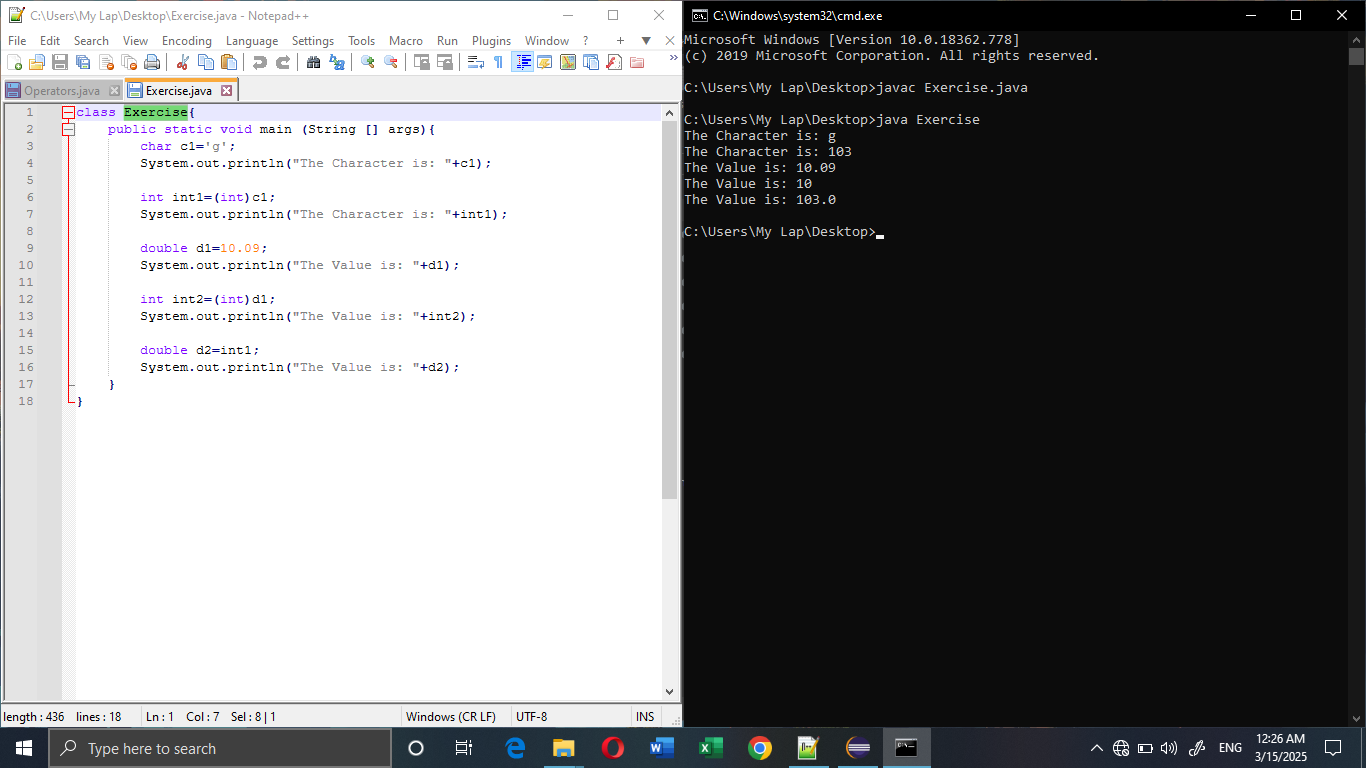 C:\Users\My Lap\Desktop\Exercise.java - Notepad++
File Edit Search View Encoding Language Settings Tools Macro Run Plugins Window ? + ▼ X
Operators.java Exercise.java
1 class Exercise{
2 public static void main (String [] args){
3 char c1='g';
4 System.out.println("The Character is: "+c1);
5
6 int int1=(int)c1;
7 System.out.println("The Character is: "+int1);
8
9 double d1=10.09;
10 System.out.println("The Value is: "+d1);
11
12 int int2=(int)d1;
13 System.out.println("The Value is: "+int2);
14
15 double d2=int1;
16 System.out.println("The Value is: "+d2);
17 }
18 }
length : 436 lines : 18 Ln : 1 Col : 7 Sel : 8 | 1 Windows (CR LF) UTF-8 INS
C:\Windows\system32\cmd.exe
Microsoft Windows [Version 10.0.18362.778]
(c) 2019 Microsoft Corporation. All rights reserved.
C:\Users\My Lap\Desktop>javac Exercise.java
C:\Users\My Lap\Desktop>java Exercise
The Character is: g
The Character is: 103
The Value is: 10.09
The Value is: 10
The Value is: 103.0
C:\Users\My Lap\Desktop>
Type here to search
ENG
12:26 AM
3/15/2025